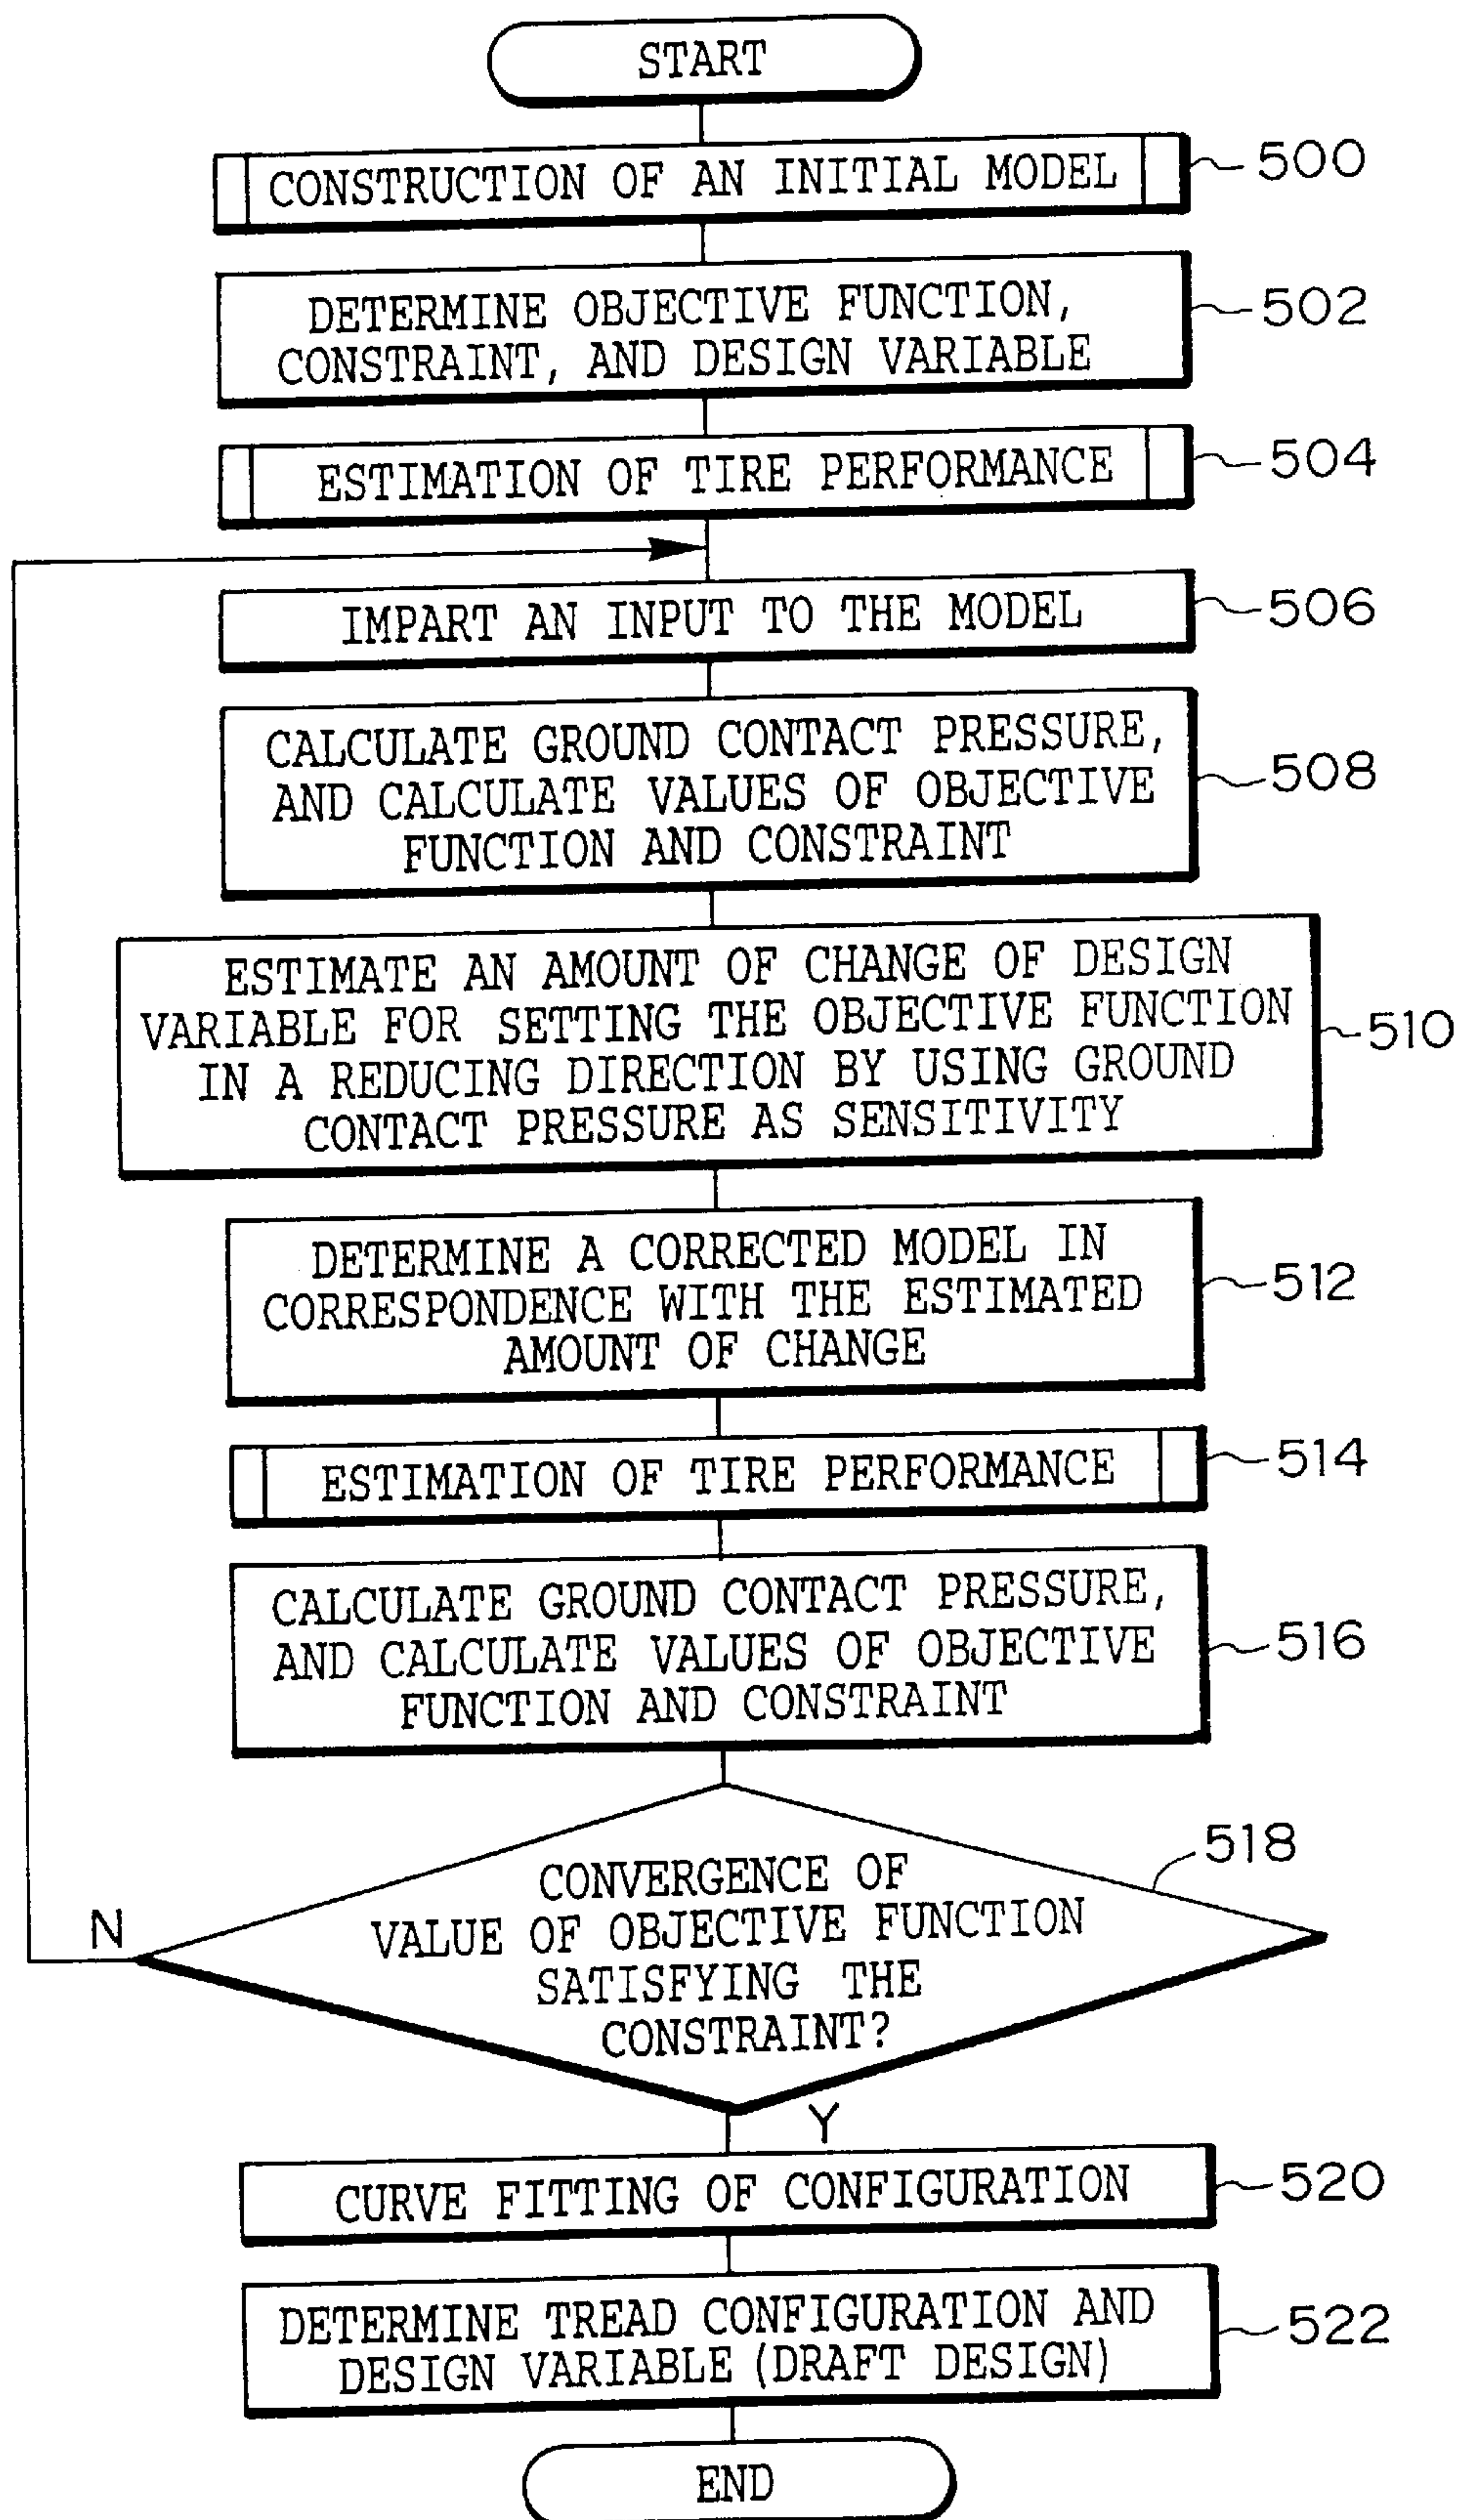 START
CONSTRUCTION OF AN INITIAL MODEL
500
DETERMINE OBJECTIVE FUNCTION,
CONSTRAINT, AND DESIGN VARIABLE
502
ESTIMATION OF TIRE PERFORMANCE
504
IMPART AN INPUT TO THE MODEL
506
CALCULATE GROUND CONTACT PRESSURE,
AND CALCULATE VALUES OF OBJECTIVE
FUNCTION AND CONSTRAINT
508
ESTIMATE AN AMOUNT OF CHANGE OF DESIGN
VARIABLE FOR SETTING THE OBJECTIVE FUNCTION
IN A REDUCING DIRECTION BY USING GROUND
CONTACT PRESSURE AS SENSITIVITY
510
DETERMINE A CORRECTED MODEL IN
CORRESPONDENCE WITH THE ESTIMATED
AMOUNT OF CHANGE
512
ESTIMATION OF TIRE PERFORMANCE
514
CALCULATE GROUND CONTACT PRESSURE,
AND CALCULATE VALUES OF OBJECTIVE
FUNCTION AND CONSTRAINT
516
CONVERGENCE OF
VALUE OF OBJECTIVE FUNCTION
SATISFYING THE
CONSTRAINT?
518
N
Y
CURVE FITTING OF CONFIGURATION
520
DETERMINE TREAD CONFIGURATION AND
DESIGN VARIABLE (DRAFT DESIGN)
522
END